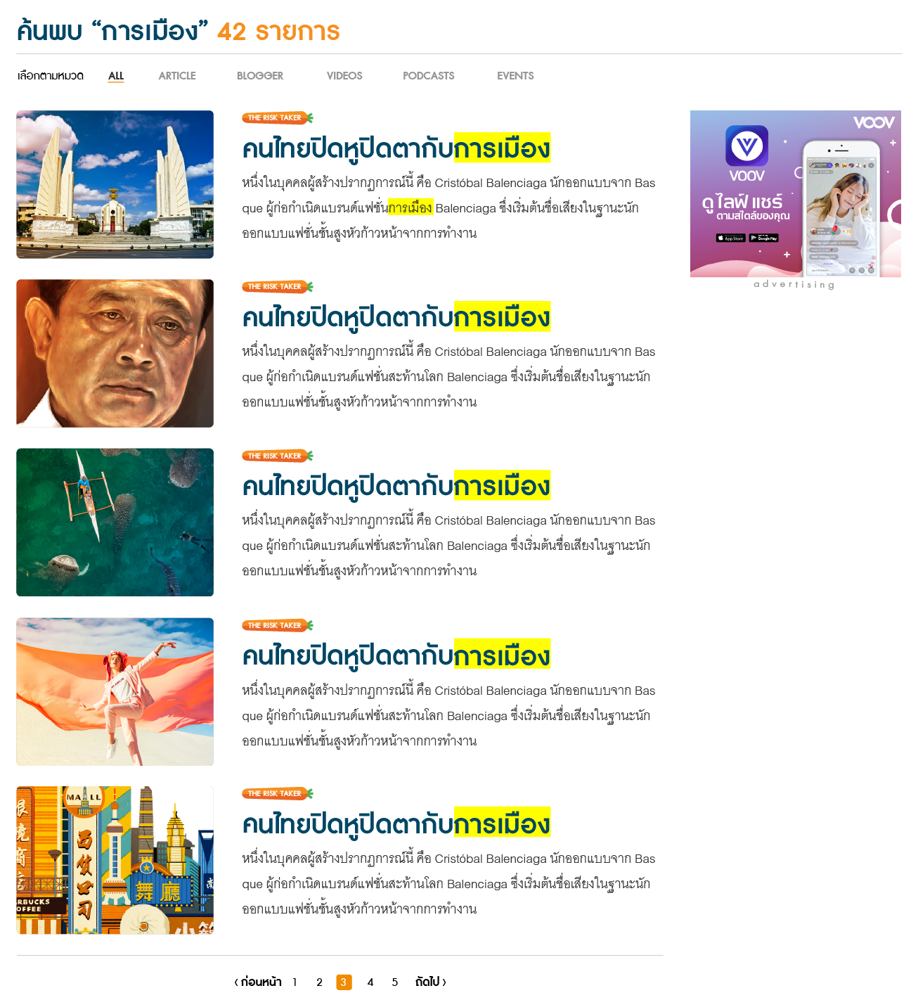 ค้นพบ “การเมือง” 42 รายการ
เลือกตามหมวด ALL ARTICLE BLOGGER VIDEOS PODCASTS EVENTS
THE RISK TAKER
คนไทยปิดหูปิดตากับการเมือง
หนึ่งในบุคคลผู้สร้างปรากฏการณ์นี้ คือ Cristóbal Balenciaga นักออกแบบจาก Bas
que ผู้ก่อกำเนิดแบรนด์แฟชั่นการเมือง Balenciaga ซึ่งเริ่มต้นชื่อเสียงในฐานะนัก
ออกแบบแฟชั่นชั้นสูงหัวก้าวหน้าจากการทำงาน
VOOV
VOOV
ดู ไลฟ์ แชร์
ตามสไตล์ของคุณ
App Store
Google Play
advertising
THE RISK TAKER
คนไทยปิดหูปิดตากับการเมือง
หนึ่งในบุคคลผู้สร้างปรากฏการณ์นี้ คือ Cristóbal Balenciaga นักออกแบบจาก Bas
que ผู้ก่อกำเนิดแบรนด์แฟชั่นสะท้านโลก Balenciaga ซึ่งเริ่มต้นชื่อเสียงในฐานะนัก
ออกแบบแฟชั่นชั้นสูงหัวก้าวหน้าจากการทำงาน
THE RISK TAKER
คนไทยปิดหูปิดตากับการเมือง
หนึ่งในบุคคลผู้สร้างปรากฏการณ์นี้ คือ Cristóbal Balenciaga นักออกแบบจาก Bas
que ผู้ก่อกำเนิดแบรนด์แฟชั่นสะท้านโลก Balenciaga ซึ่งเริ่มต้นชื่อเสียงในฐานะนัก
ออกแบบแฟชั่นชั้นสูงหัวก้าวหน้าจากการทำงาน
THE RISK TAKER
คนไทยปิดหูปิดตากับการเมือง
หนึ่งในบุคคลผู้สร้างปรากฏการณ์นี้ คือ Cristóbal Balenciaga นักออกแบบจาก Bas
que ผู้ก่อกำเนิดแบรนด์แฟชั่นสะท้านโลก Balenciaga ซึ่งเริ่มต้นชื่อเสียงในฐานะนัก
ออกแบบแฟชั่นชั้นสูงหัวก้าวหน้าจากการทำงาน
MALL
西貨公司
舞廳
RBUCKS
OFFEE
THE RISK TAKER
คนไทยปิดหูปิดตากับการเมือง
หนึ่งในบุคคลผู้สร้างปรากฏการณ์นี้ คือ Cristóbal Balenciaga นักออกแบบจาก Bas
que ผู้ก่อกำเนิดแบรนด์แฟชั่นสะท้านโลก Balenciaga ซึ่งเริ่มต้นชื่อเสียงในฐานะนัก
ออกแบบแฟชั่นชั้นสูงหัวก้าวหน้าจากการทำงาน
‹ ก่อนหน้า 1 2 3 4 5 ถัดไป ›